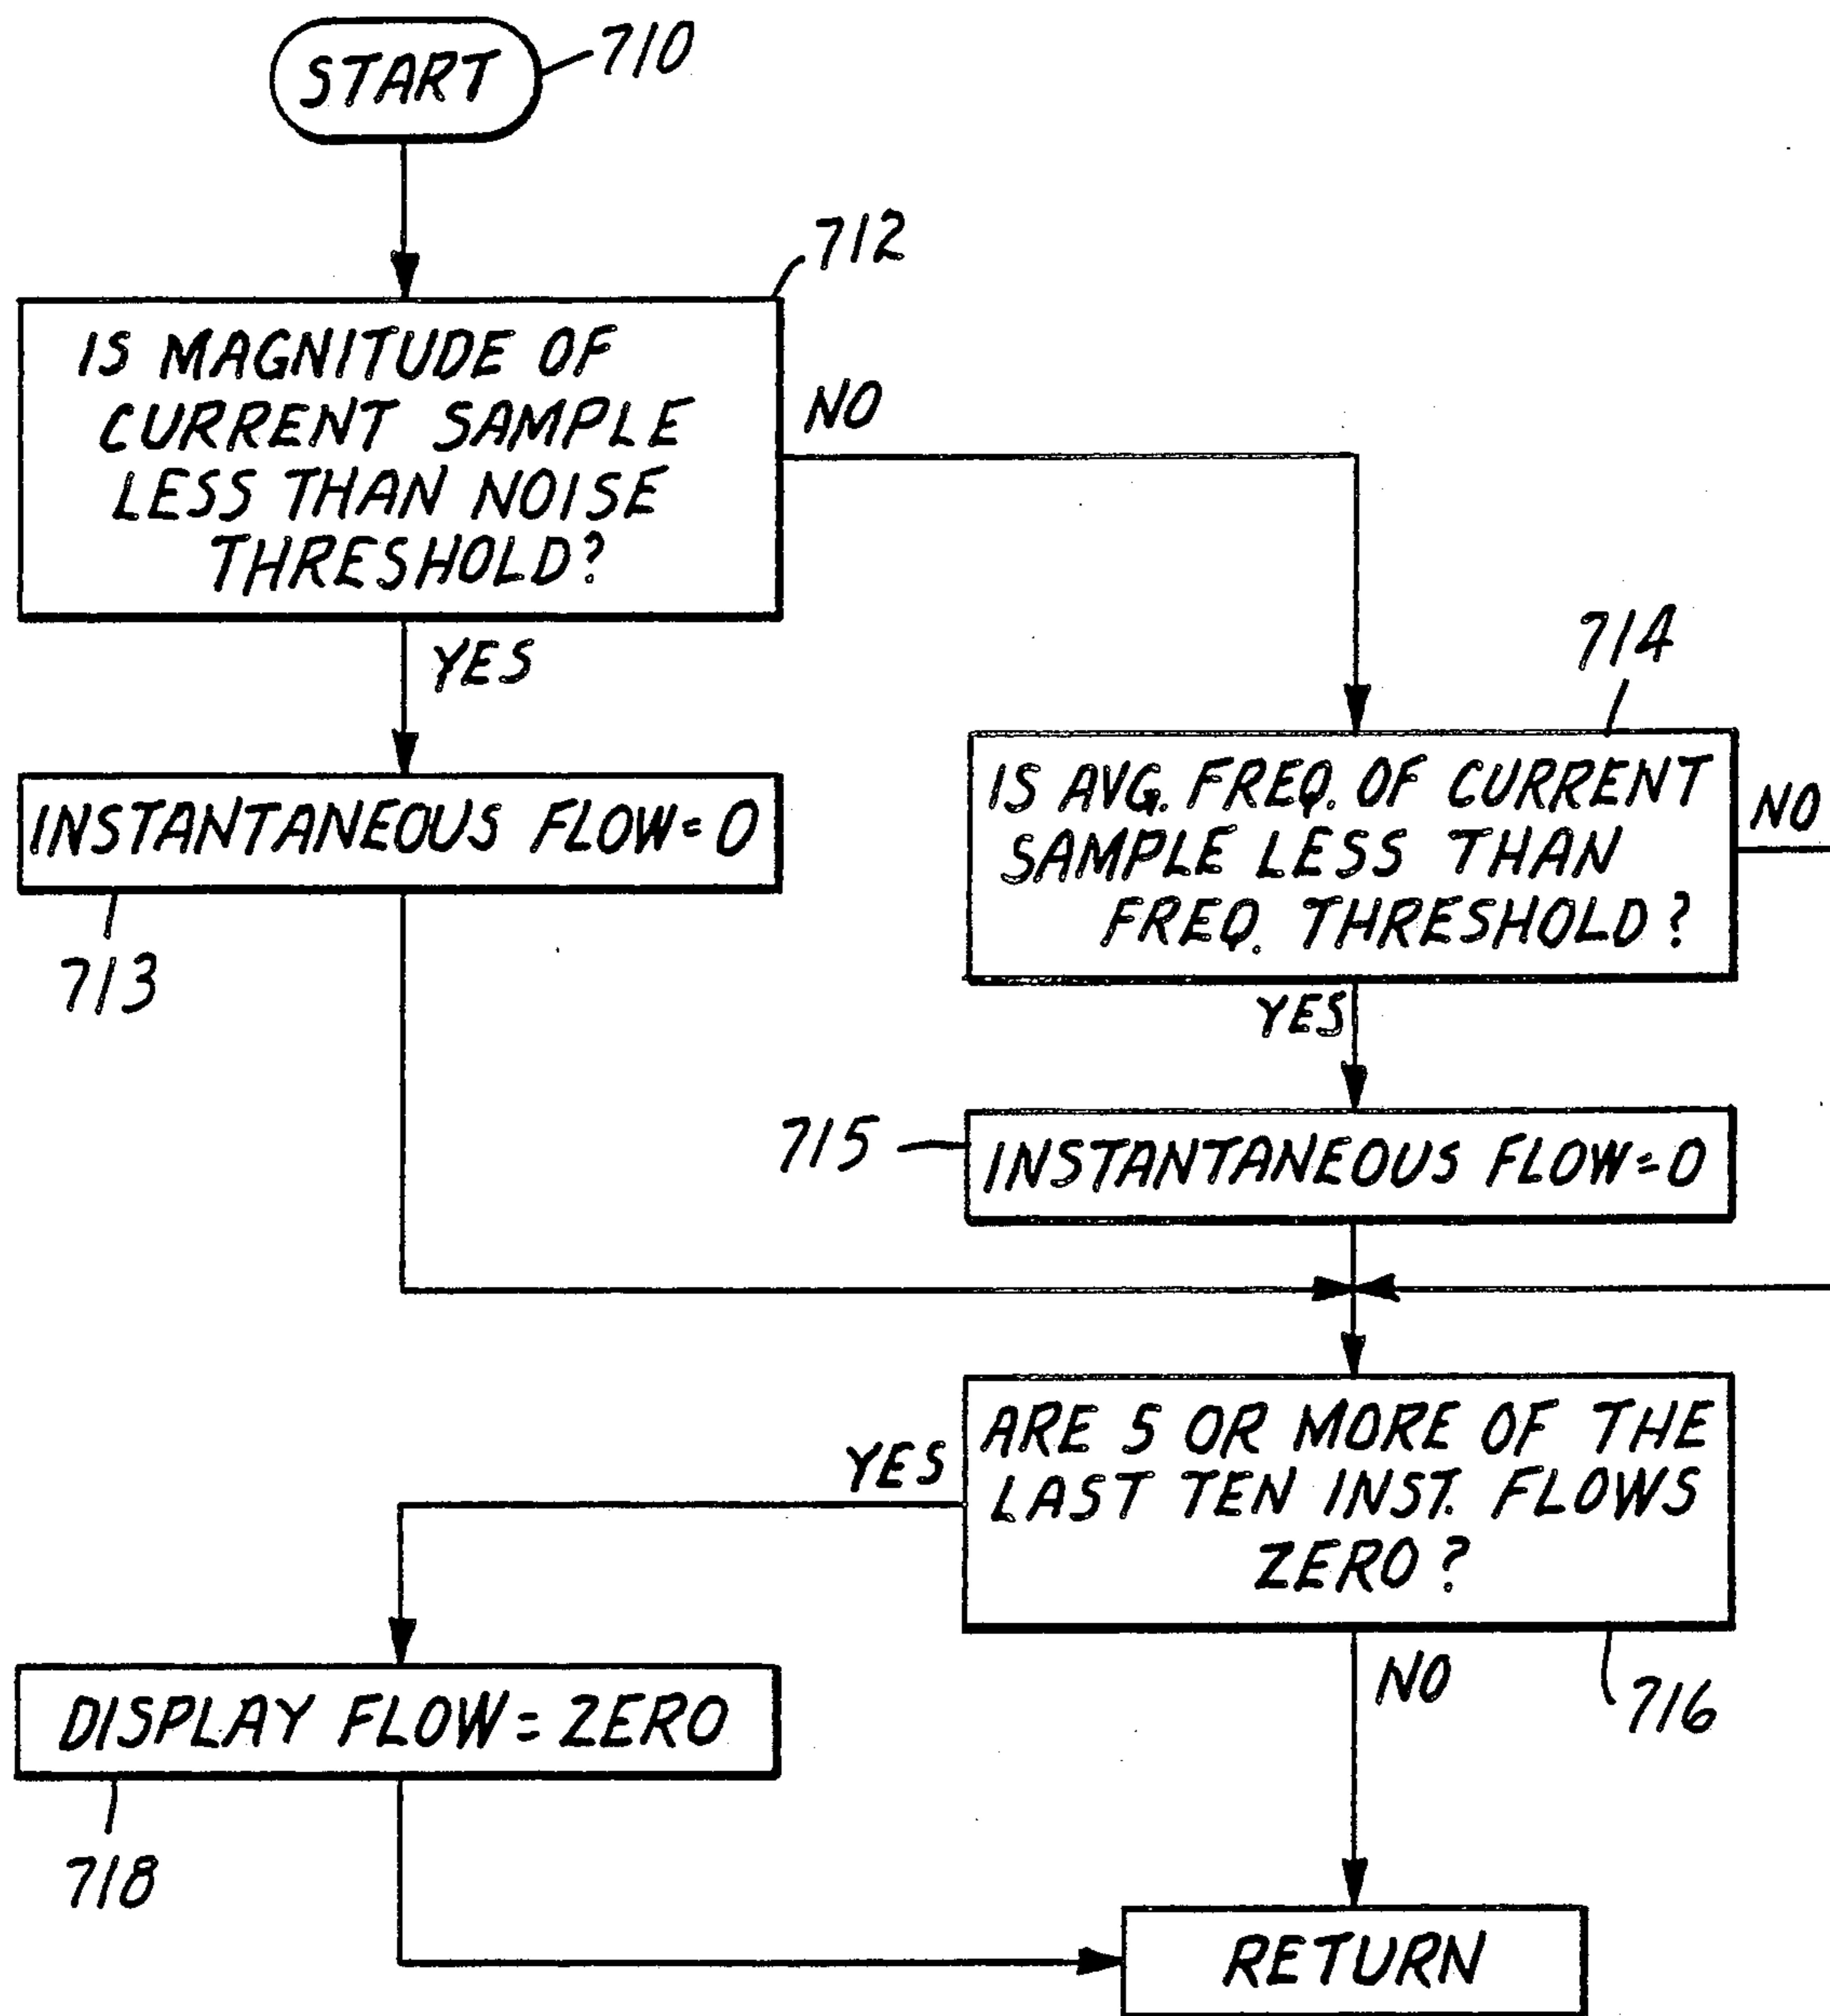 START
710
712
IS MAGNITUDE OF
CURRENT SAMPLE
LESS THAN NOISE
THRESHOLD?
NO
YES
714
INSTANTANEOUS FLOW=0
713
IS AVG. FREQ. OF CURRENT
SAMPLE LESS THAN
FREQ. THRESHOLD?
NO
YES
715
INSTANTANEOUS FLOW=0
ARE 5 OR MORE OF THE
LAST TEN INST. FLOWS
ZERO?
YES
NO
716
DISPLAY FLOW=ZERO
718
RETURN